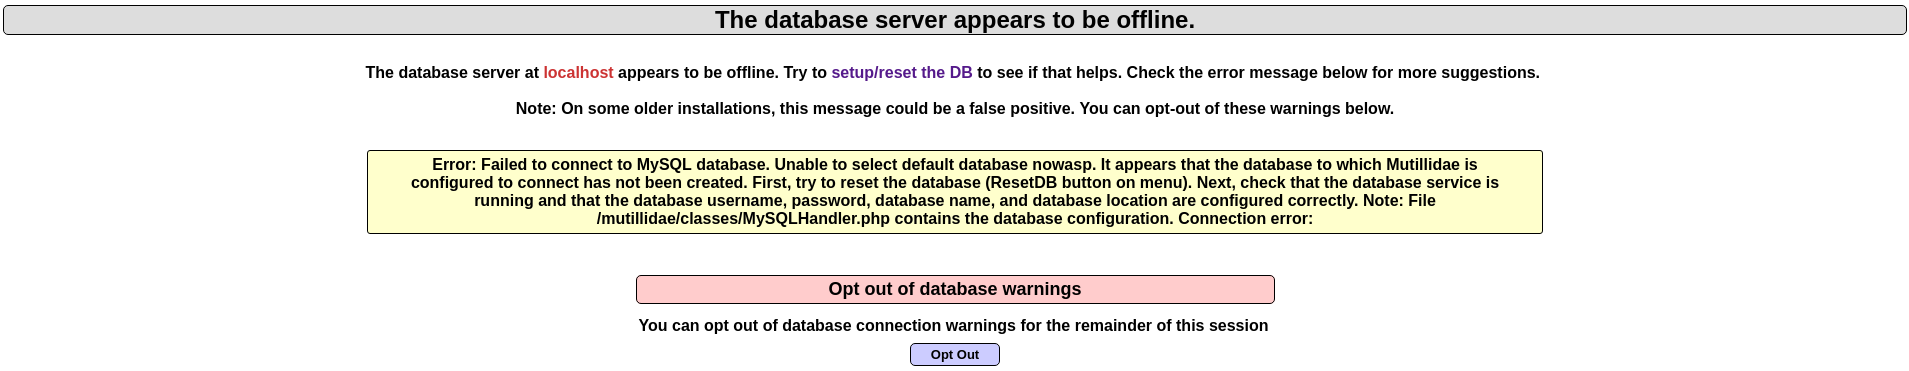 The database server appears to be offline.
The database server at localhost appears to be offline. Try to setup/reset the DB to see if that helps. Check the error message below for more suggestions.
Note: On some older installations, this message could be a false positive. You can opt-out of these warnings below.
Error: Failed to connect to MySQL database. Unable to select default database nowasp. It appears that the database to which Mutillidae is
configured to connect has not been created. First, try to reset the database (ResetDB button on menu). Next, check that the database service is
running and that the database username, password, database name, and database location are configured correctly. Note: File
/mutillidae/classes/MySQLHandler.php contains the database configuration. Connection error:
Opt out of database warnings
You can opt out of database connection warnings for the remainder of this session
Opt Out